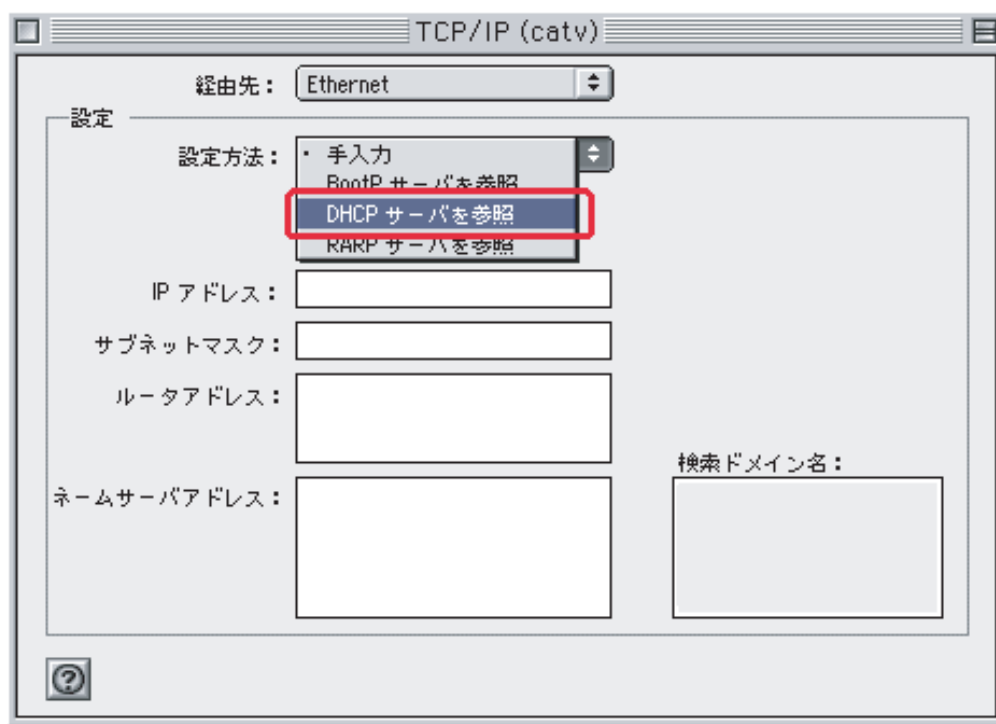 TCP/IP (catv)
経由先： Ethernet
設定
設定方法： ・ 手入力
BootP サーバを参照
DHCP サーバを参照
RARP サーバを参照
IP アドレス：
サブネットマスク：
ルータアドレス：
検索ドメイン名：
ネームサーバアドレス：
?